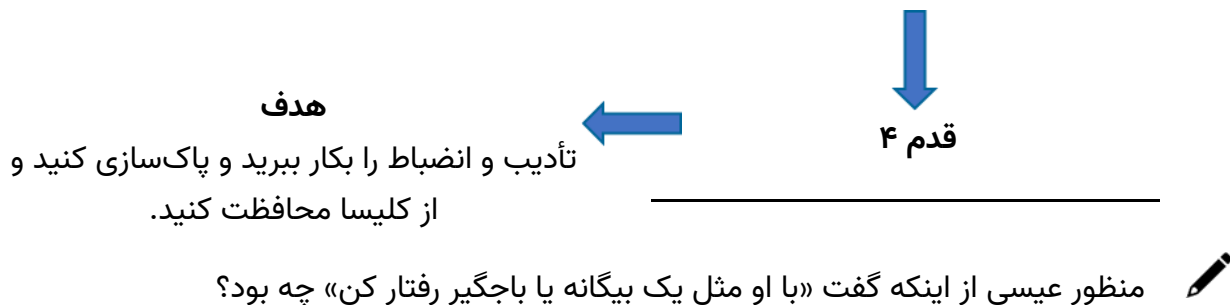 قدم ۴
هدف
تأدیب و انضباط را بکار ببرید و پاک‌سازی کنید و
از کلیسا محافظت کنید.
منظور عیسی از اینکه گفت «با او مثل یک بیگانه یا باجگیر رفتار کن» چه بود؟